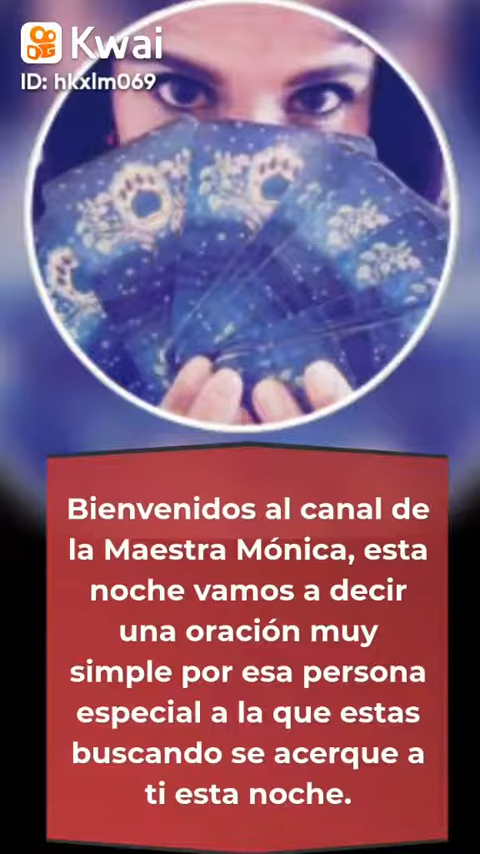 Kwai
ID: hkxlm069
Bienvenidos al canal de
la Maestra Mónica, esta
noche vamos a decir
una oración muy
simple por esa persona
especial a la que estas
buscando se acerque a
ti esta noche.